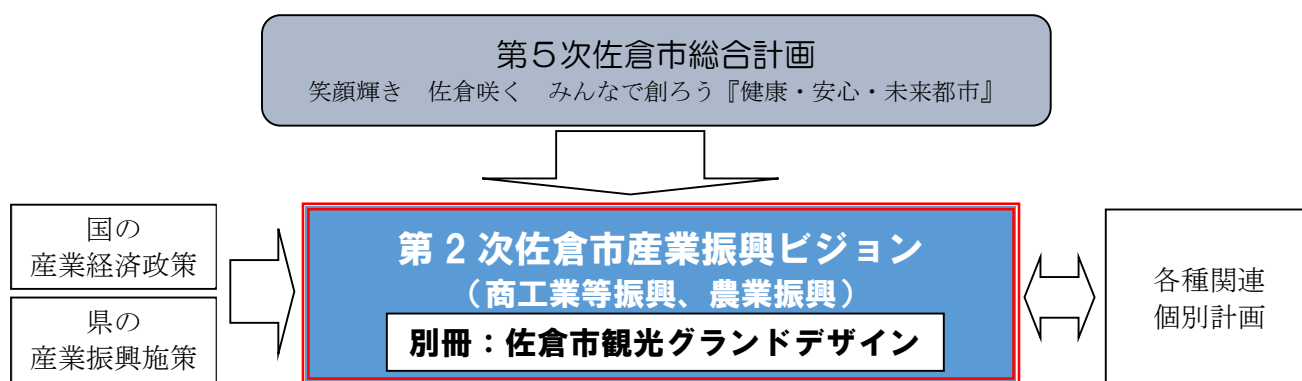 第５次佐倉市総合計画
笑顔輝き　佐倉咲く　みんなで創ろう『健康・安心・未来都市』
国の
産業経済政策
県の
産業振興施策
第２次佐倉市産業振興ビジョン
（商工業等振興、農業振興）
別冊：佐倉市観光グランドデザイン
各種関連
個別計画